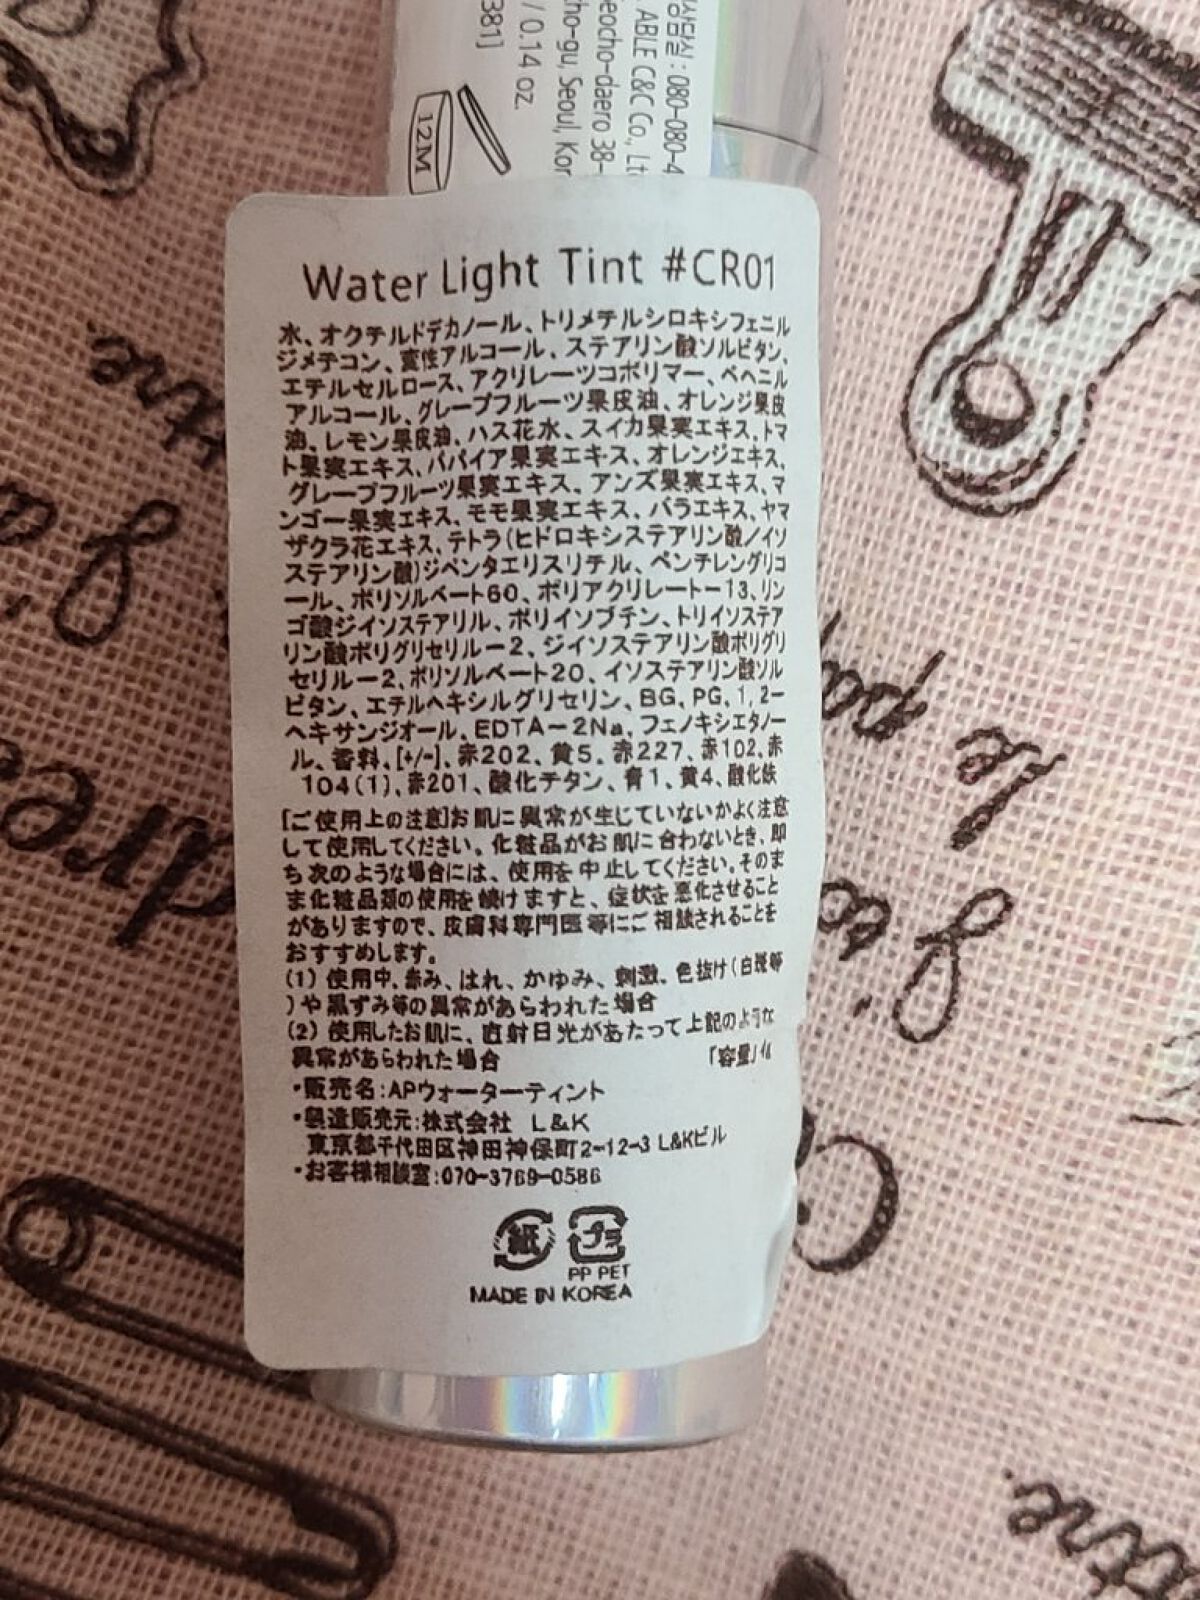 상담실 : 080-080-4
ABLE C&C Co., Lt
eocho-daero 38-
cho-gu, Seoul, Kor
/ 0.14 oz.
381]
12M
Water Light Tint #CR01
水、オクチルドデカノール、トリメチルシロキシフェニル
ジメチコン、変性アルコール、ステアリン酸ソルビタン、
エチルセルロース、アクリレーツコポリマー、ベヘニル
アルコール、グレープフルーツ果皮油、オレンジ果皮
油、レモン果皮油、ハス花水、スイカ果実エキス、トマ
ト果実エキス、パパイア果実エキス、オレンジエキス、
グレープフルーツ果実エキス、アンズ果実エキス、マ
ンゴー果実エキス、モモ果実エキス、バラエキス、ヤマ
ザクラ花エキス、テトラ(ヒドロキシステアリン酸/イソ
ステアリン酸)ジペンタエリスリチル、ペンチレングリコ
ール、ポリソルベート60、ポリアクリレートー13、リン
ゴ酸ジイソステアリル、ポリイソブチン、トリイソステア
リン酸ポリグリセリルー2、ジイソステアリン酸ポリグリ
セリルー2、ポリソルベート20、イソステアリン酸ソル
ビタン、エチルヘキシルグリセリン、BG、PG、1,2ー
ヘキサンジオール、EDTAー2Na、フェノキシエタノー
ル、香料、[+/-]、赤202、黄5、赤227、赤102、赤
104(1)、赤201、酸化チタン、青1、黄4、酸化鉄
[ご使用上の注意]お肌に異常が生じていないかよく注意
して使用してください。化粧品がお肌に合わないとき、即
ち次のような場合には、使用を中止してください。そのま
ま化粧品類の使用を続けますと、症状を悪化させること
がありますので、皮膚科専門医等にご相談されることを
おすすめします。
(1) 使用中、赤み、はれ、かゆみ、刺激、色抜け(白斑等
)や黒ずみ等の異常があらわれた場合
(2) 使用したお肌に、直射日光があたって上記のような
異常があらわれた場合 「容量」4g
・販売名:APウォーターティント
・製造販売元:株式会社 L&K
東京都千代田区神田神保町2-12-3 L&Kビル
・お客様相談室:070-3769-0586
紙 プラ
PP PET
MADE IN KOREA